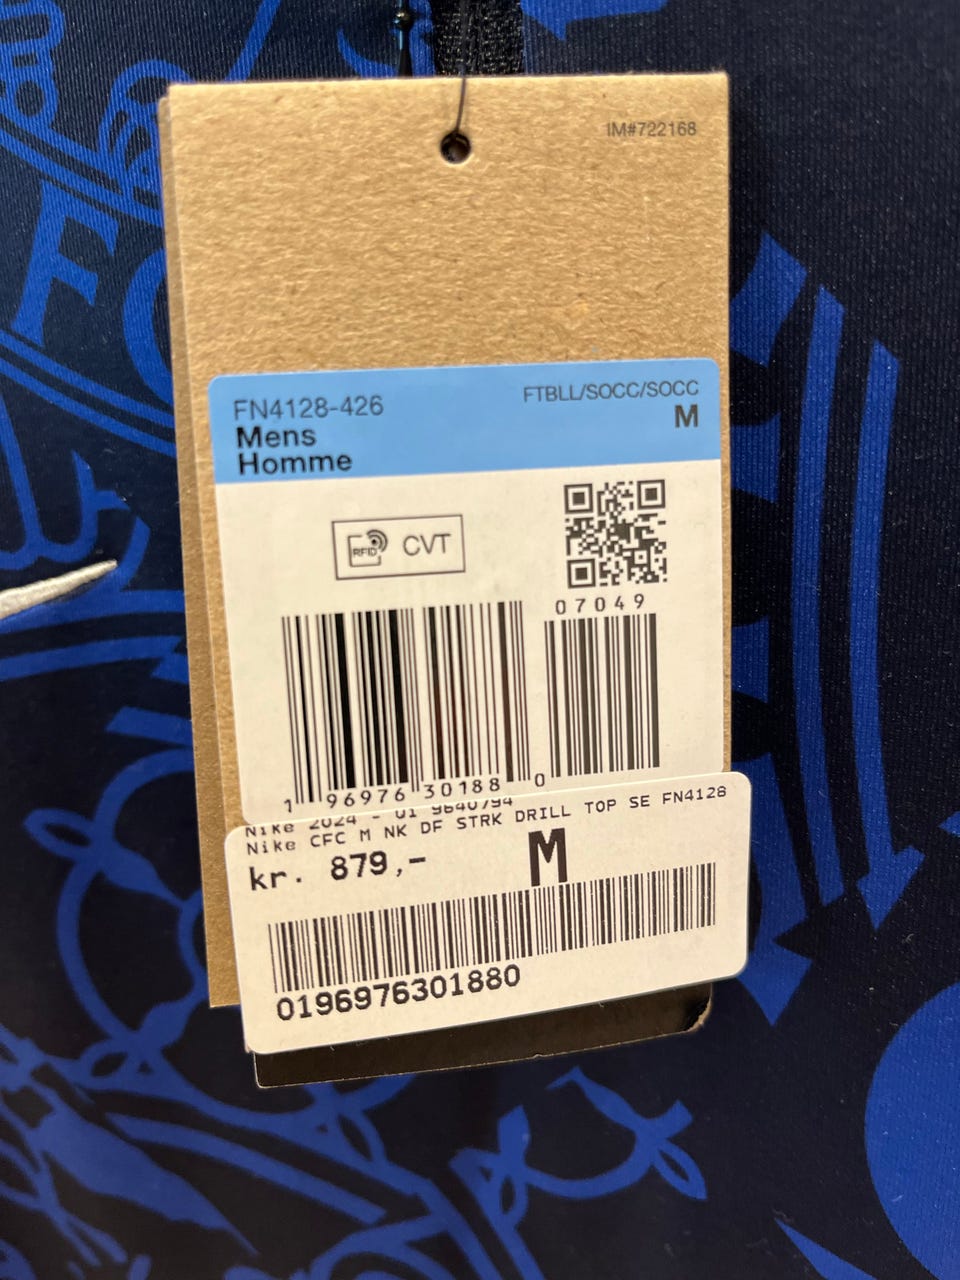 IM#722168
FN4128-426
FTBLL/SOCC/SOCC
Mens
M
Homme
RFID CVT
07049
1 96976 30188 0
Nike 2024 - 01 9640794
Nike CFC M NK DF STRK DRILL TOP SE FN4128
kr. 879,-
M
0196976301880